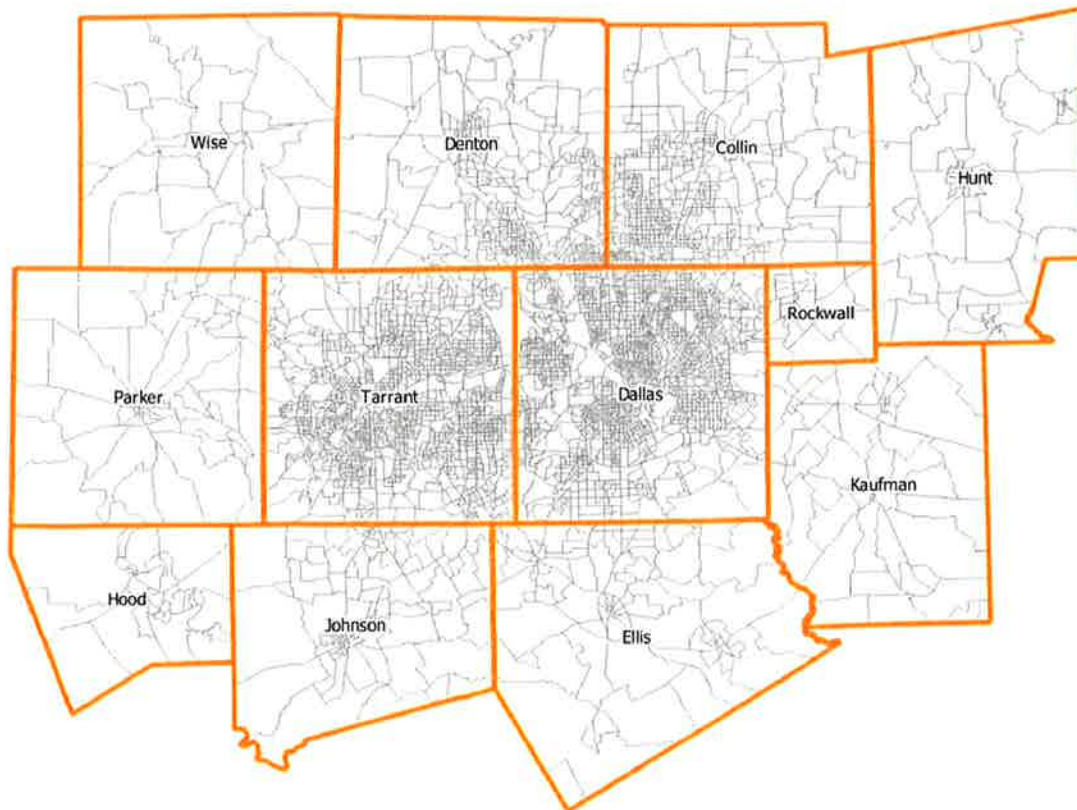 Wise
Denton
Collin
Hunt
Rockwall
Parker
Tarrant
Dallas
Kaufman
Hood
Johnson
Ellis